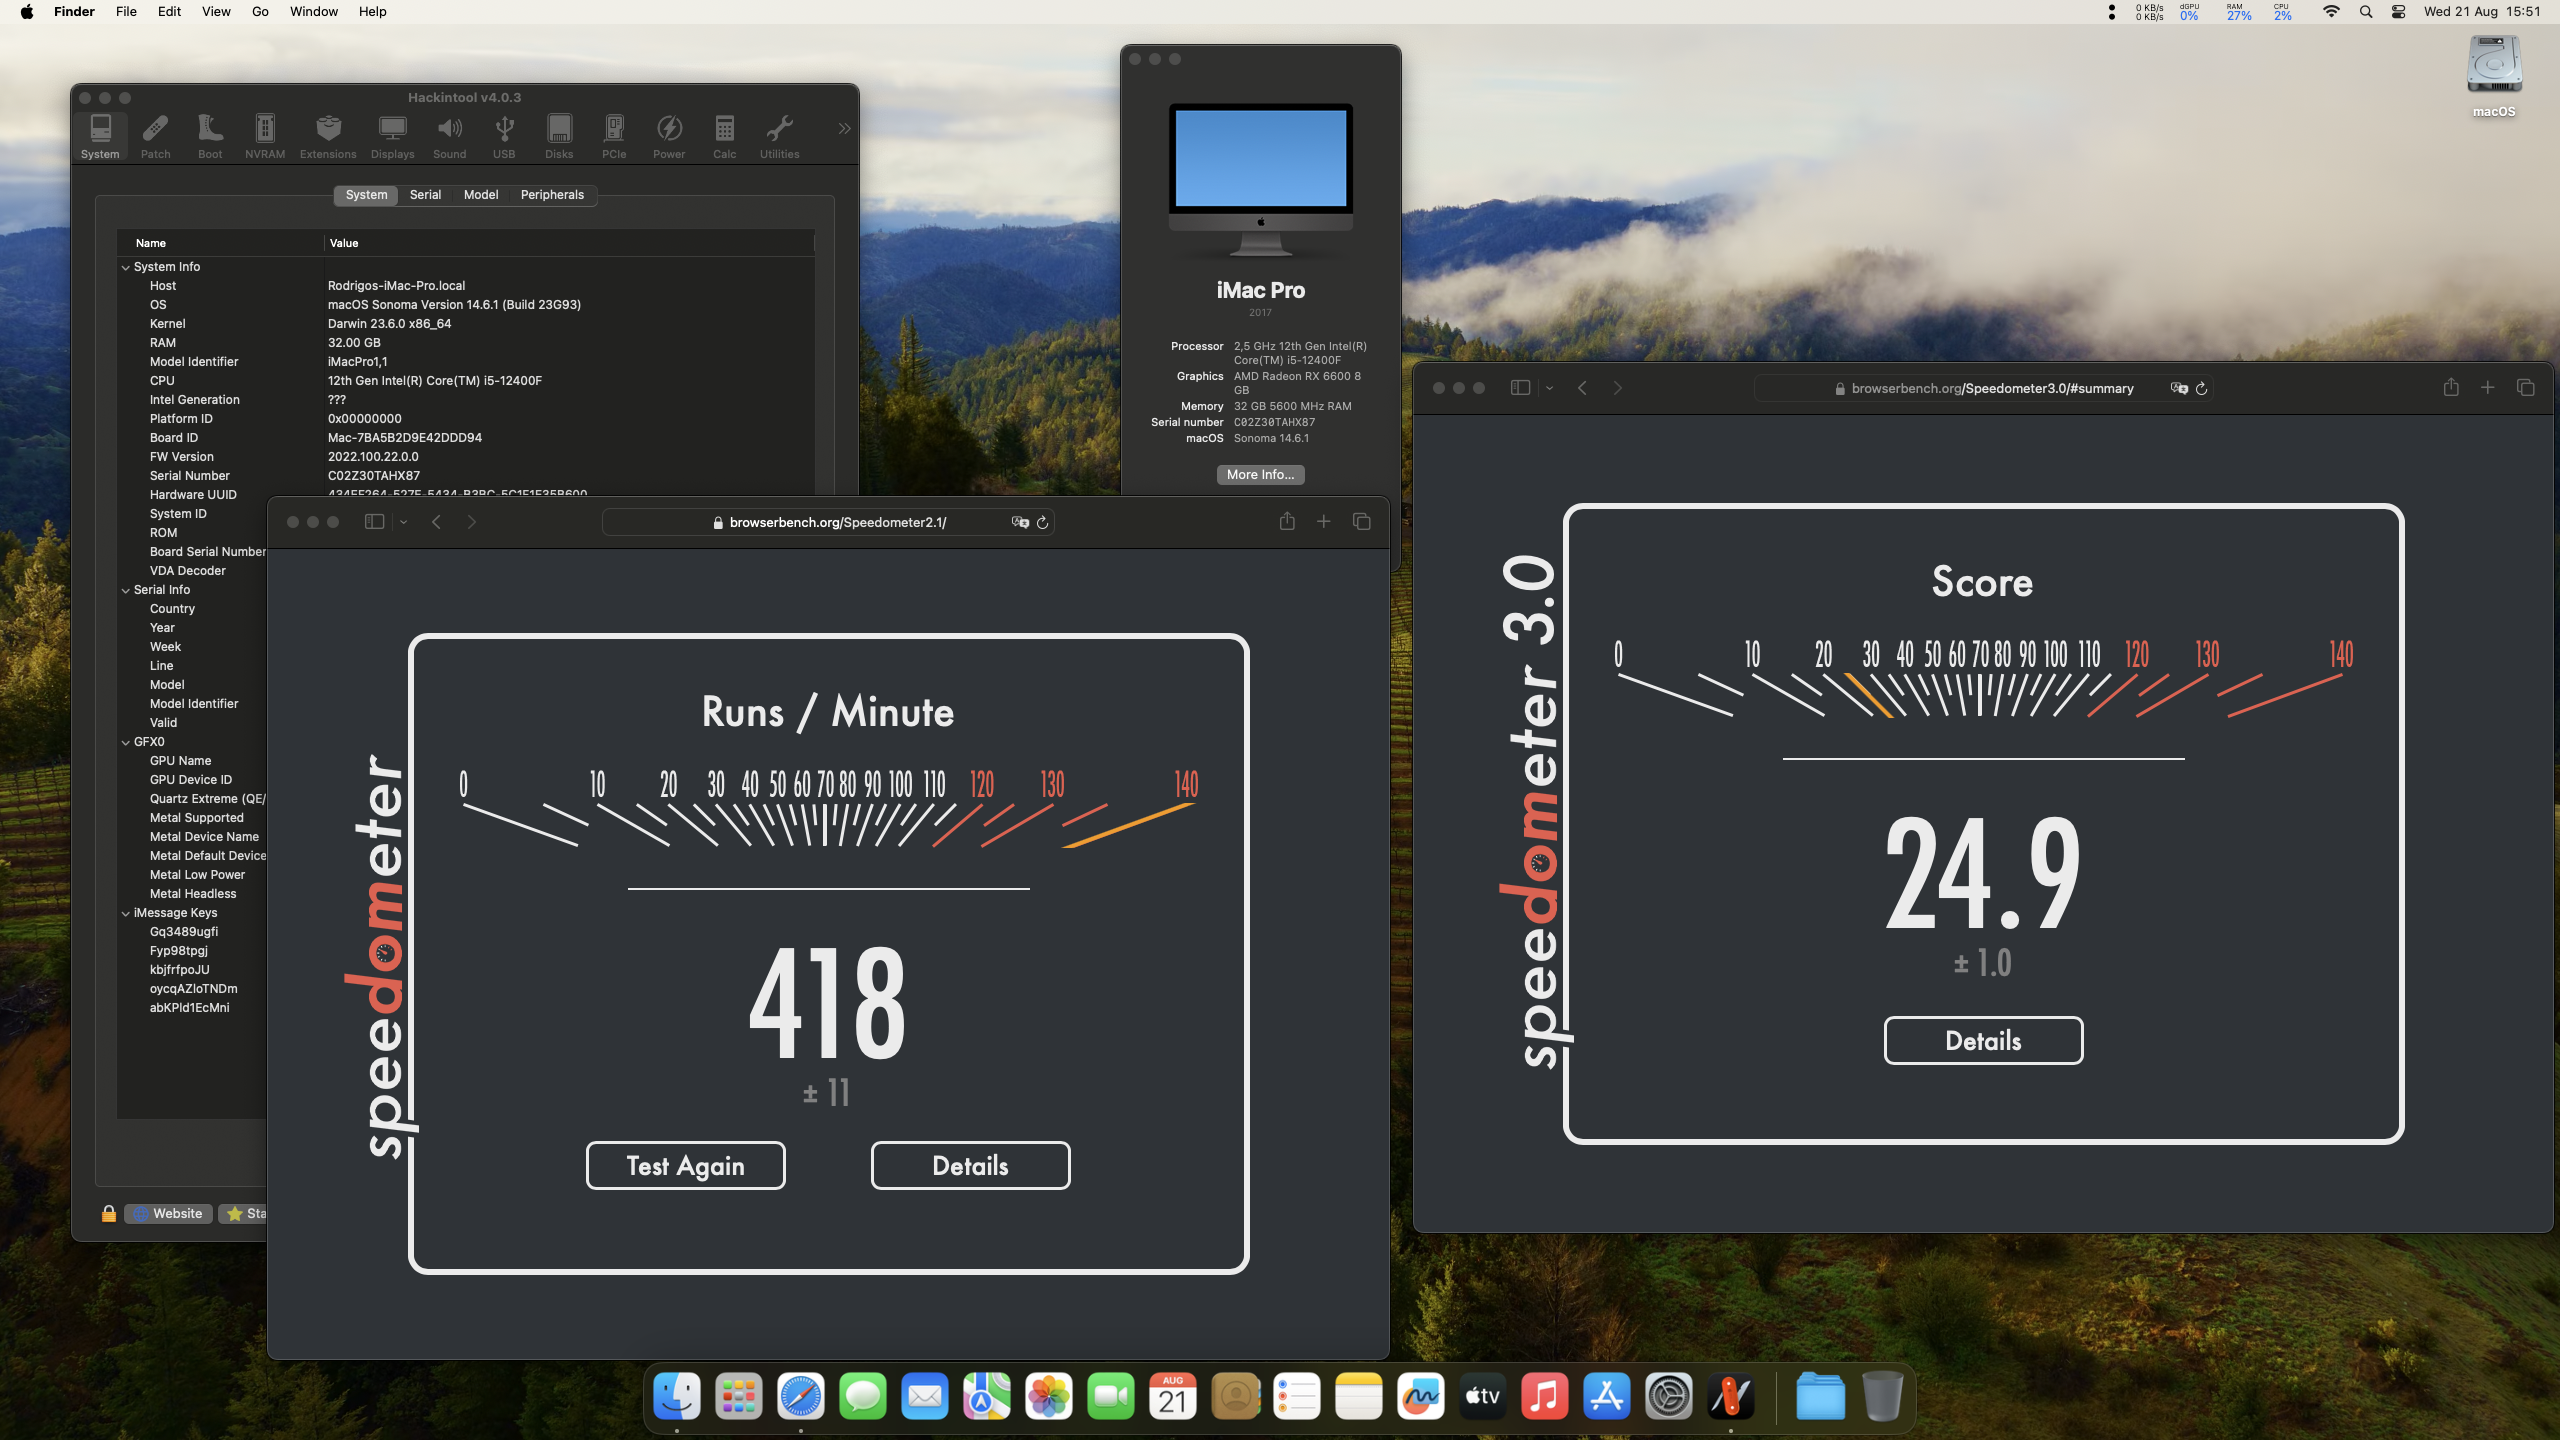 Finder File Edit View Go Window Help
0 KB/s
0 KB/s
dGPU
0%
RAM
27%
CPU
2%
Wed 21 Aug 15:51
macOS
Hackintool v4.0.3
System Patch Boot NVRAM Extensions Displays Sound USB Disks PCIe Power Calc Utilities
System Serial Model Peripherals
Name Value
System Info
Host Rodrigos-iMac-Pro.local
OS macOS Sonoma Version 14.6.1 (Build 23G93)
Kernel Darwin 23.6.0 x86_64
RAM 32.00 GB
Model Identifier iMacPro1,1
CPU 12th Gen Intel(R) Core(TM) i5-12400F
Intel Generation ???
Platform ID 0x00000000
Board ID Mac-7BA5B2D9E42DDD94
FW Version 2022.100.22.0.0
Serial Number C02Z30TAHX87
Hardware UUID
System ID
ROM
Board Serial Number
VDA Decoder
Serial Info
Country
Year
Week
Line
Model
Model Identifier
Valid
GFX0
GPU Name
GPU Device ID
Quartz Extreme (QE/
Metal Supported
Metal Device Name
Metal Default Device
Metal Low Power
Metal Headless
iMessage Keys
Gq3489ugfi
Fyp98tpgj
kbjfrfpoJU
oycqAZloTNDm
abKPld1EcMni
Website Sta
iMac Pro
2017
Processor 2,5 GHz 12th Gen Intel(R)
Core(TM) i5-12400F
Graphics AMD Radeon RX 6600 8
GB
Memory 32 GB 5600 MHz RAM
Serial number C02Z30TAHX87
macOS Sonoma 14.6.1
More Info...
browserbench.org/Speedometer2.1/
speedometer
Runs / Minute
0 10 20 30 40 50 60 70 80 90 100 110 120 130 140
418
± 11
Test Again Details
browserbench.org/Speedometer3.0/#summary
speedometer 3.0
Score
0 10 20 30 40 50 60 70 80 90 100 110 120 130 140
24.9
± 1.0
Details
AUG
21
tv